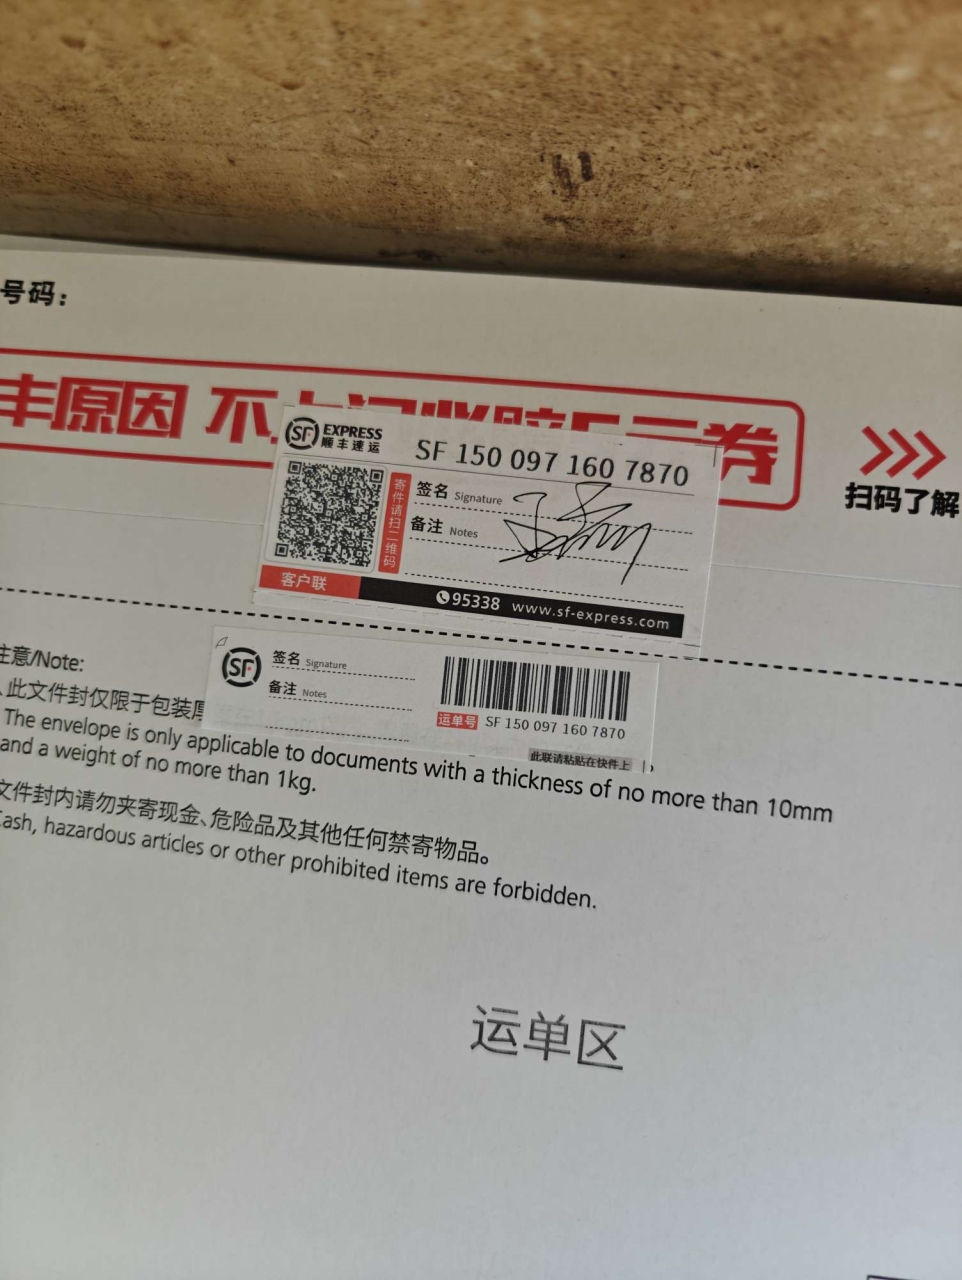 号码：
丰原因 不
券
扫码了解
SF EXPRESS
顺丰速运
SF 150 097 160 7870
寄件请扫二维码
签名 Signature
备注 Notes
客户联
95338 www.sf-express.com
注意/Note:
SF
签名 Signature
备注 Notes
运单号 SF 150 097 160 7870
此联请粘贴在快件上
、此文件封仅限于包装厚
The envelope is only applicable to documents with a thickness of no more than 10mm
and a weight of no more than 1kg.
文件封内请勿夹寄现金、危险品及其他任何禁寄物品。
Cash, hazardous articles or other prohibited items are forbidden.
运单区